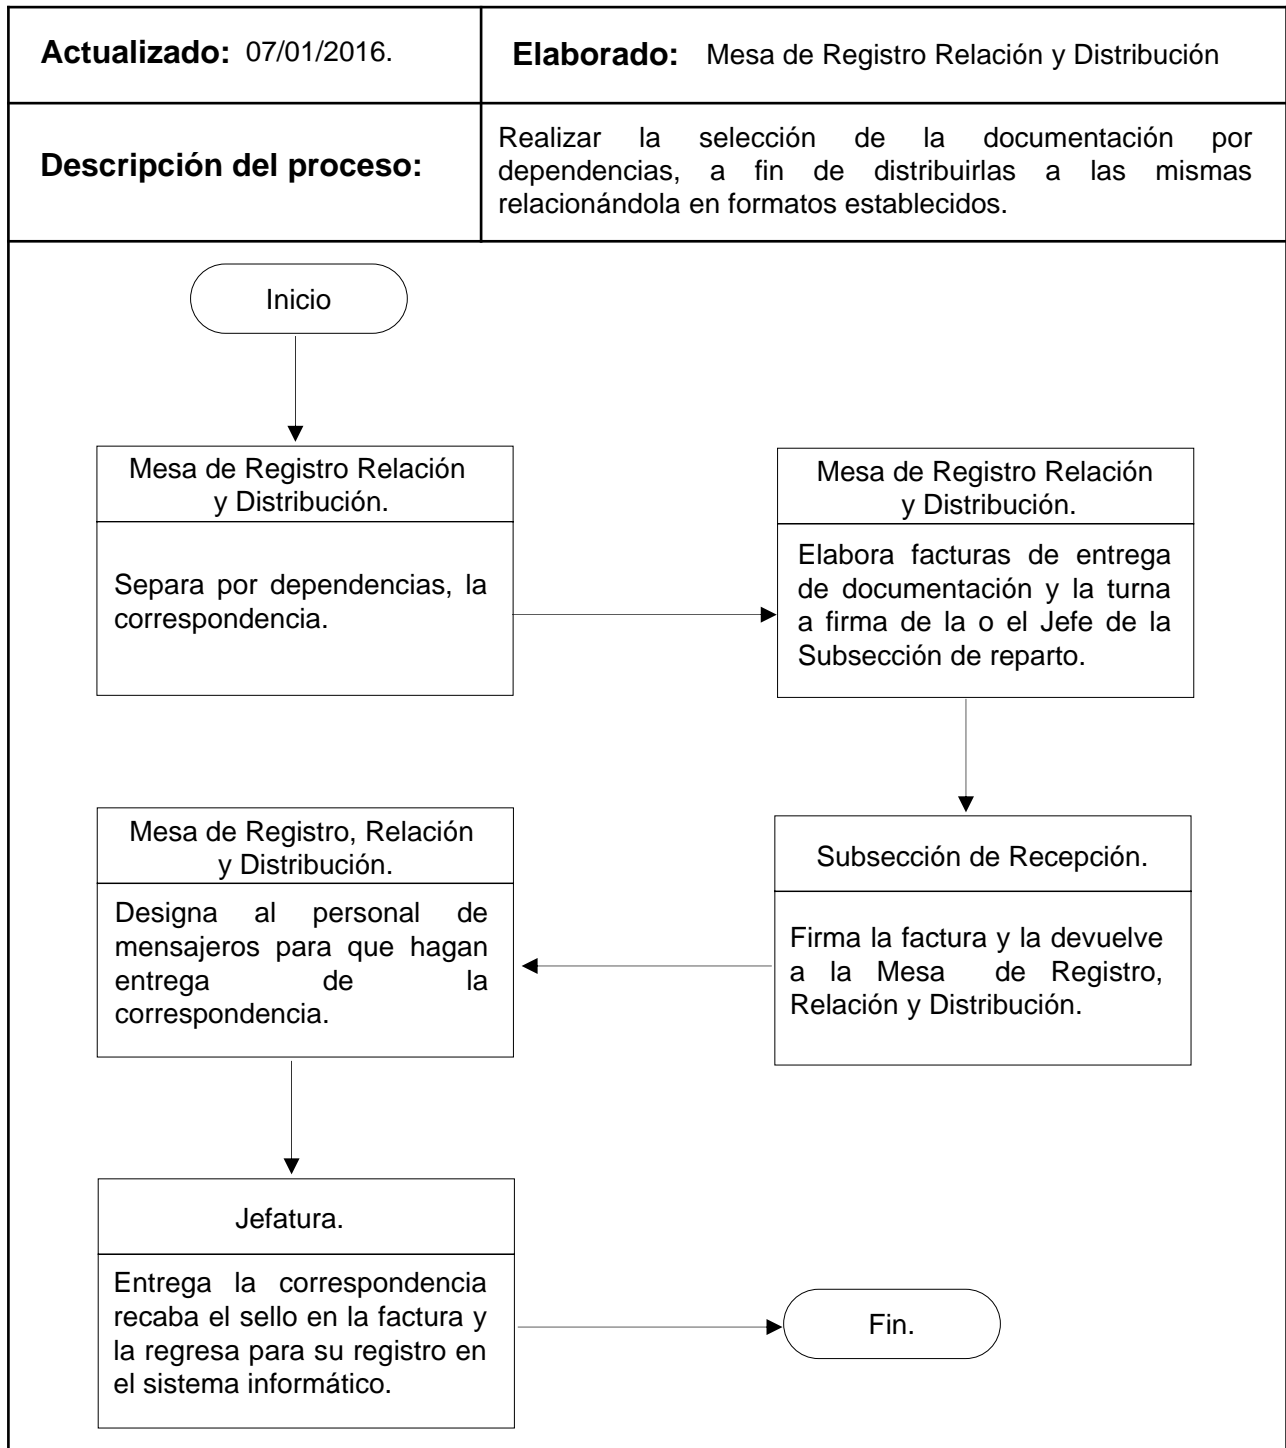 Actualizado: 07/01/2016.
Elaborado: Mesa de Registro Relación y Distribución
Descripción del proceso:
Realizar la selección de la documentación por
dependencias, a fin de distribuirlas a las mismas
relacionándola en formatos establecidos.
Inicio
Mesa de Registro Relación
y Distribución.
Separa por dependencias, la
correspondencia.
Mesa de Registro Relación
y Distribución.
Elabora facturas de entrega
de documentación y la turna
a firma de la o el Jefe de la
Subsección de reparto.
Subsección de Recepción.
Firma la factura y la devuelve
a la Mesa de Registro,
Relación y Distribución.
Mesa de Registro, Relación
y Distribución.
Designa al personal de
mensajeros para que hagan
entrega de la
correspondencia.
Jefatura.
Entrega la correspondencia
recaba el sello en la factura y
la regresa para su registro en
el sistema informático.
Fin.